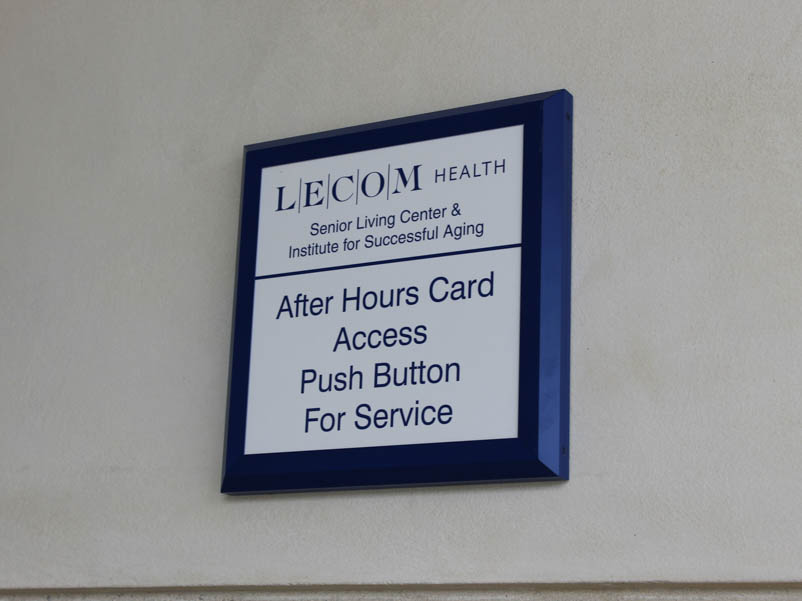 L|E|C|O|M HEALTH
Senior Living Center &
Institute for Successful Aging
After Hours Card
Access
Push Button
For Service